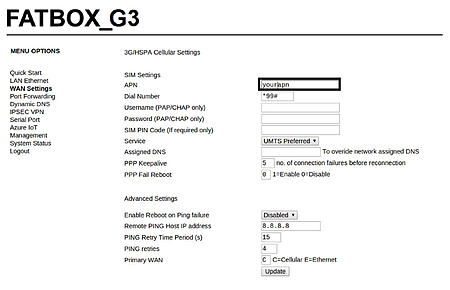 FATBOX_G3
MENU OPTIONS
Quick Start
LAN Ethernet
WAN Settings
Port Forwarding
Dynamic DNS
IPSEC VPN
Serial Port
Azure IoT
Management
System Status
Logout
3G/HSPA Cellular Settings
SIM Settings
APN yourapn
Dial Number *99#
Username (PAP/CHAP only)
Password (PAP/CHAP only)
SIM PIN Code (If required only)
Service UMTS Preferred
Assigned DNS To overide network assigned DNS
PPP Keepalive 5 no. of connection failures before reconnection
PPP Fail Reboot 0 1=Enable 0=Disable
Advanced Settings
Enable Reboot on Ping failure Disabled
Remote PING Host IP address 8.8.8.8
PING Retry Time Period (s) 15
PING retries 4
Primary WAN C C=Cellular E=Ethernet
Update